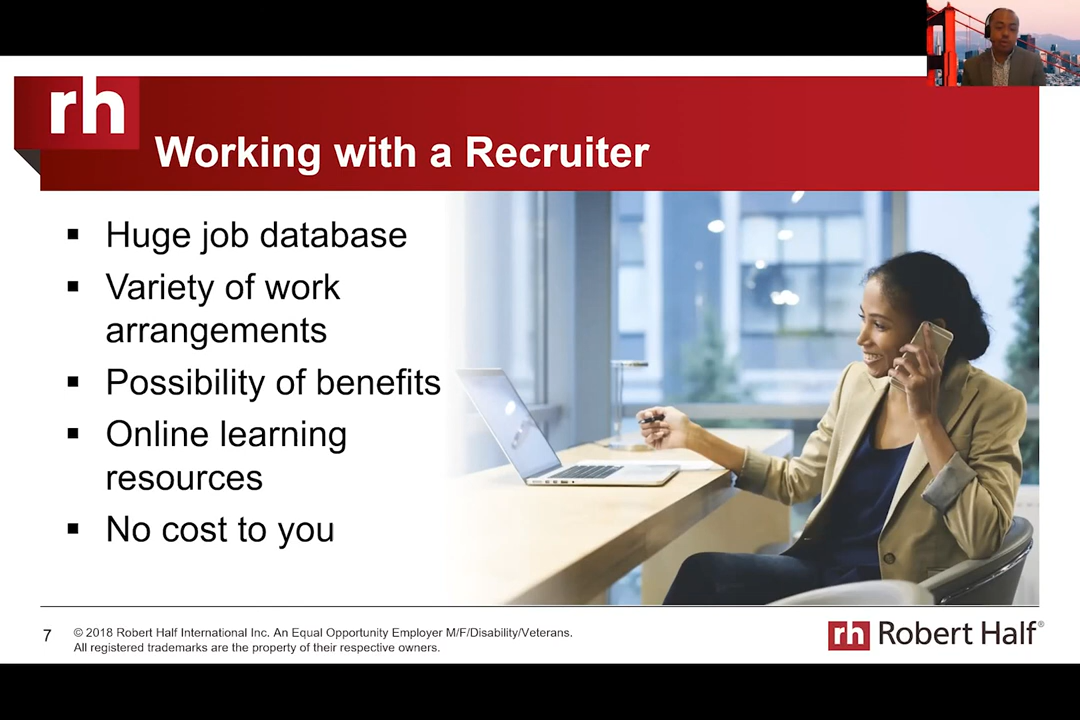 rh
Working with a Recruiter
▪ Huge job database
▪ Variety of work
arrangements
▪ Possibility of benefits
▪ Online learning
resources
▪ No cost to you
7
© 2018 Robert Half International Inc. An Equal Opportunity Employer M/F/Disability/Veterans.
All registered trademarks are the property of their respective owners.
rh Robert Half®